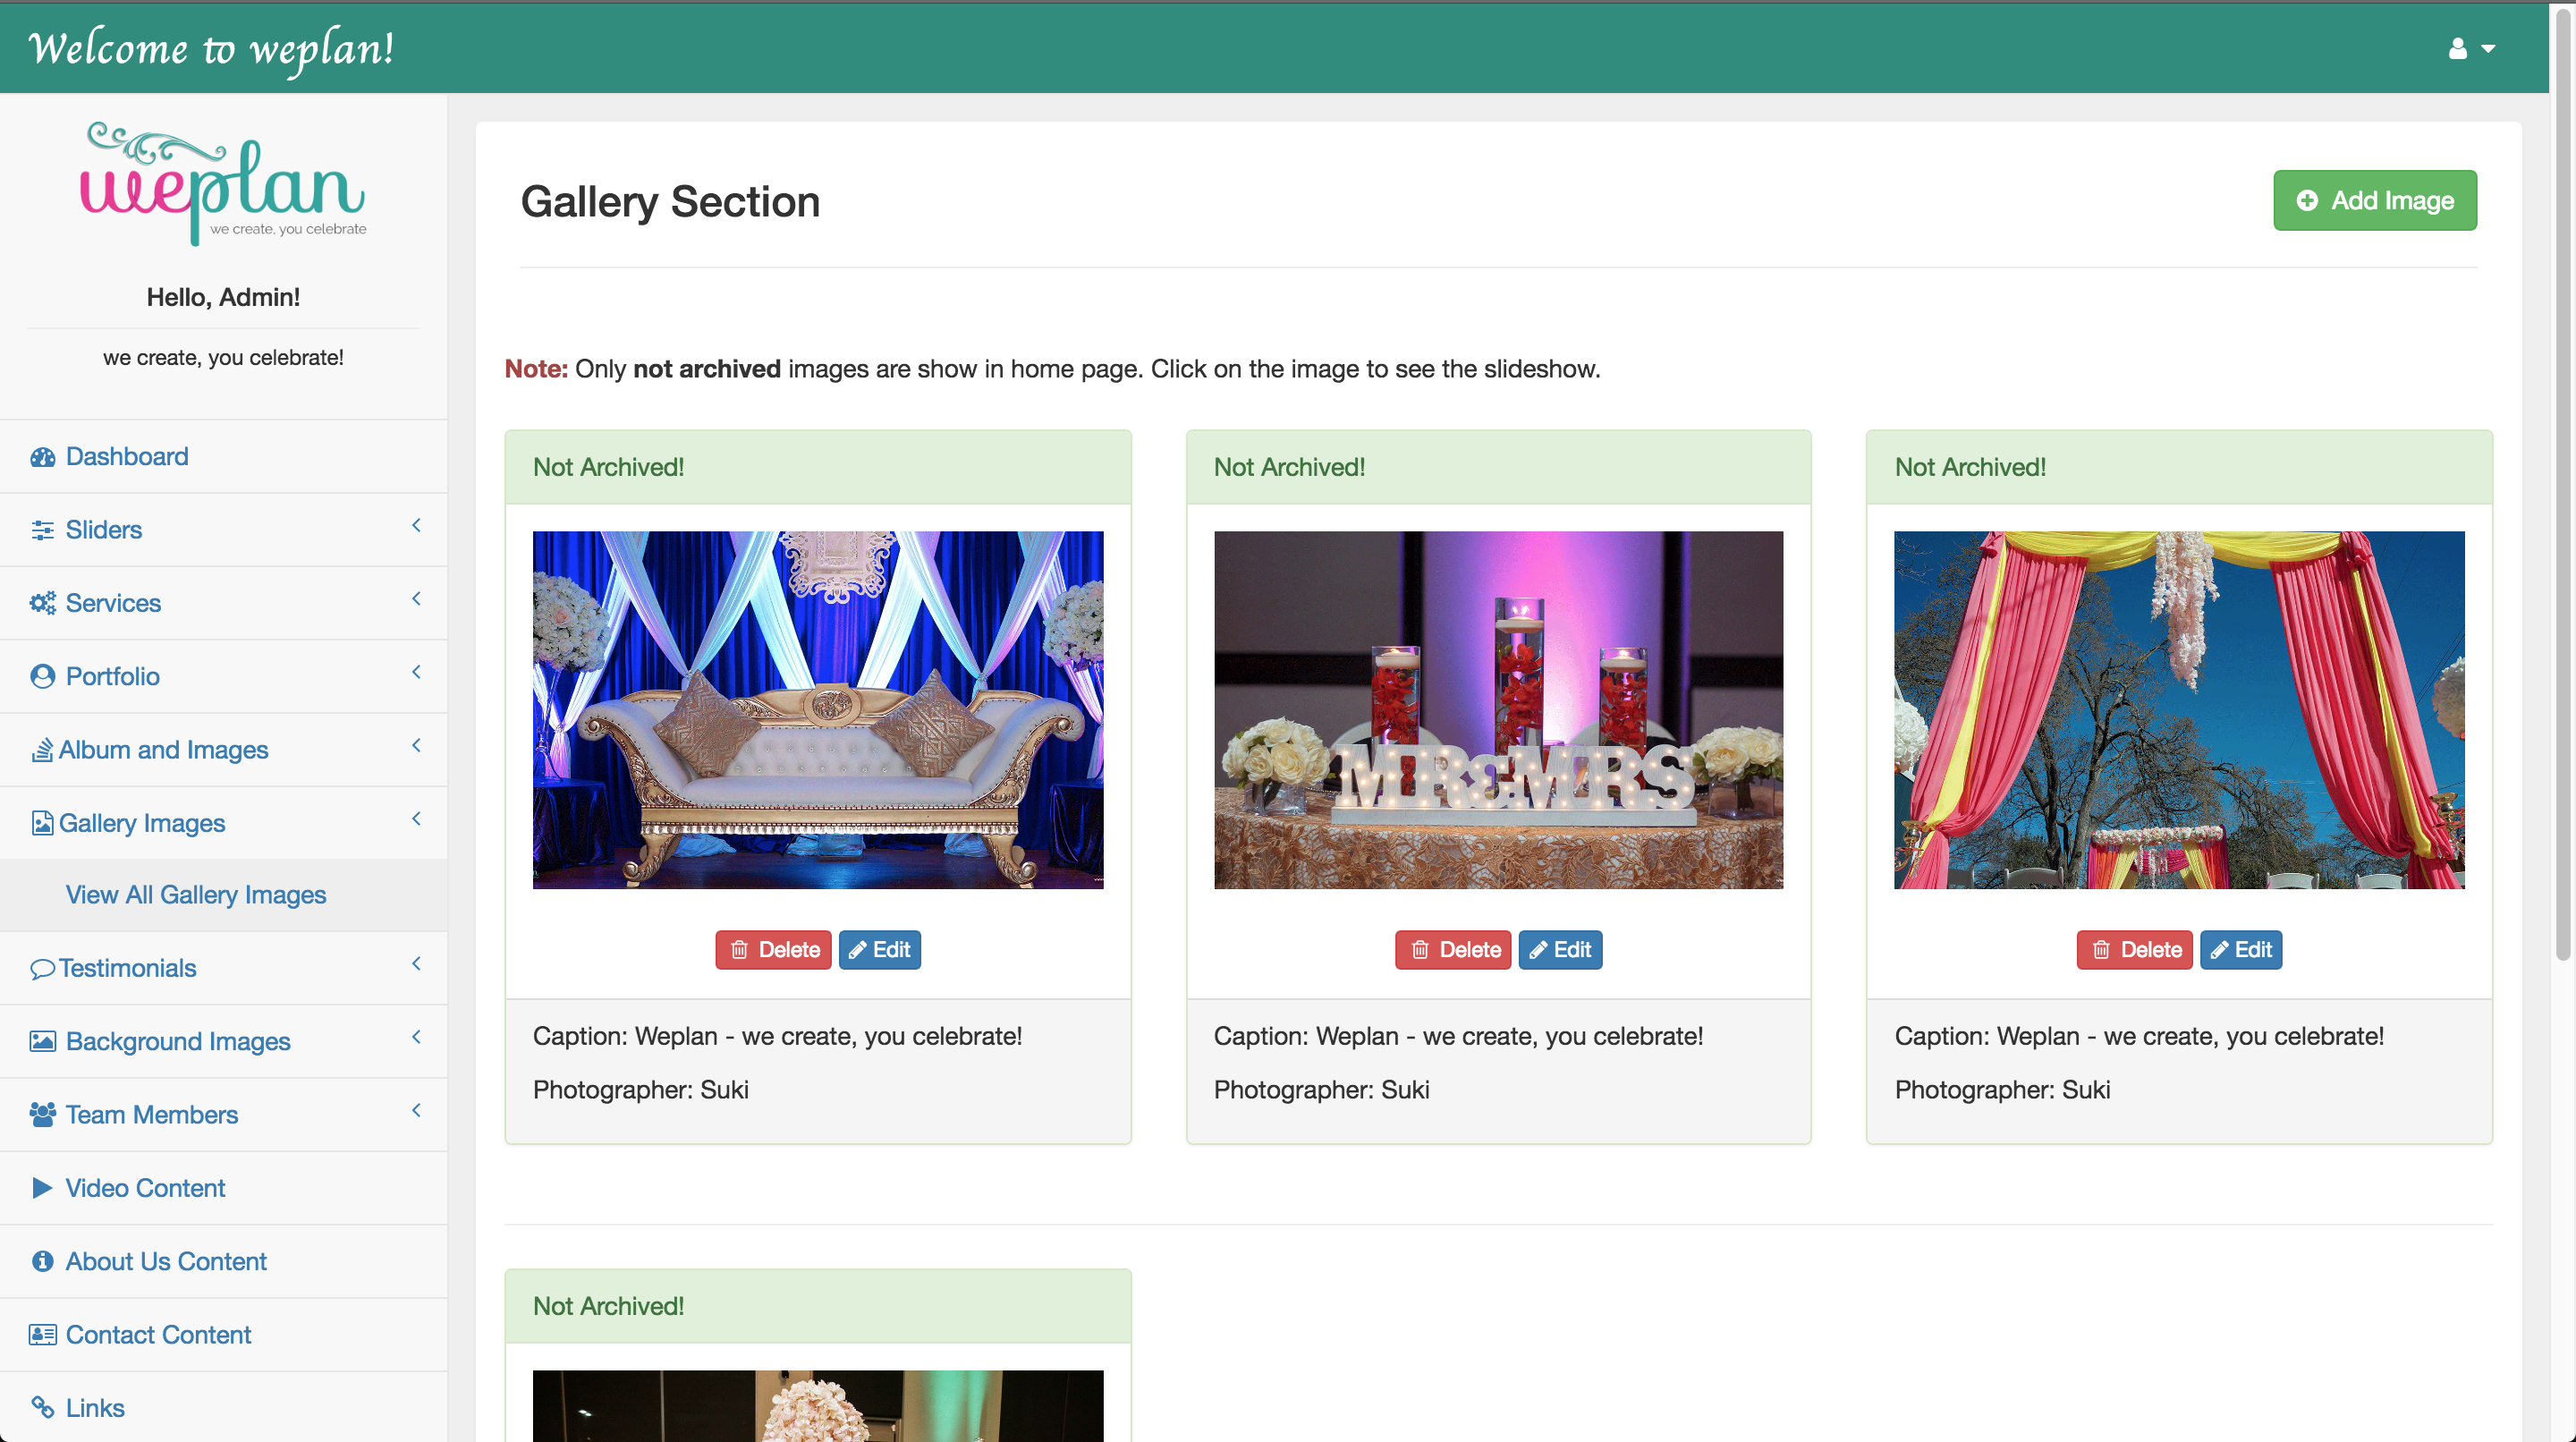 Welcome to weplan!
weplan
we create, you celebrate
Hello, Admin!
we create, you celebrate!
Dashboard
Sliders
Services
Portfolio
Album and Images
Gallery Images
View All Gallery Images
Testimonials
Background Images
Team Members
Video Content
About Us Content
Contact Content
Links
Gallery Section
Add Image
Note: Only not archived images are show in home page. Click on the image to see the slideshow.
Not Archived!
Delete Edit
Caption: Weplan - we create, you celebrate!
Photographer: Suki
Not Archived!
MR&MRS
Delete Edit
Caption: Weplan - we create, you celebrate!
Photographer: Suki
Not Archived!
Delete Edit
Caption: Weplan - we create, you celebrate!
Photographer: Suki
Not Archived!